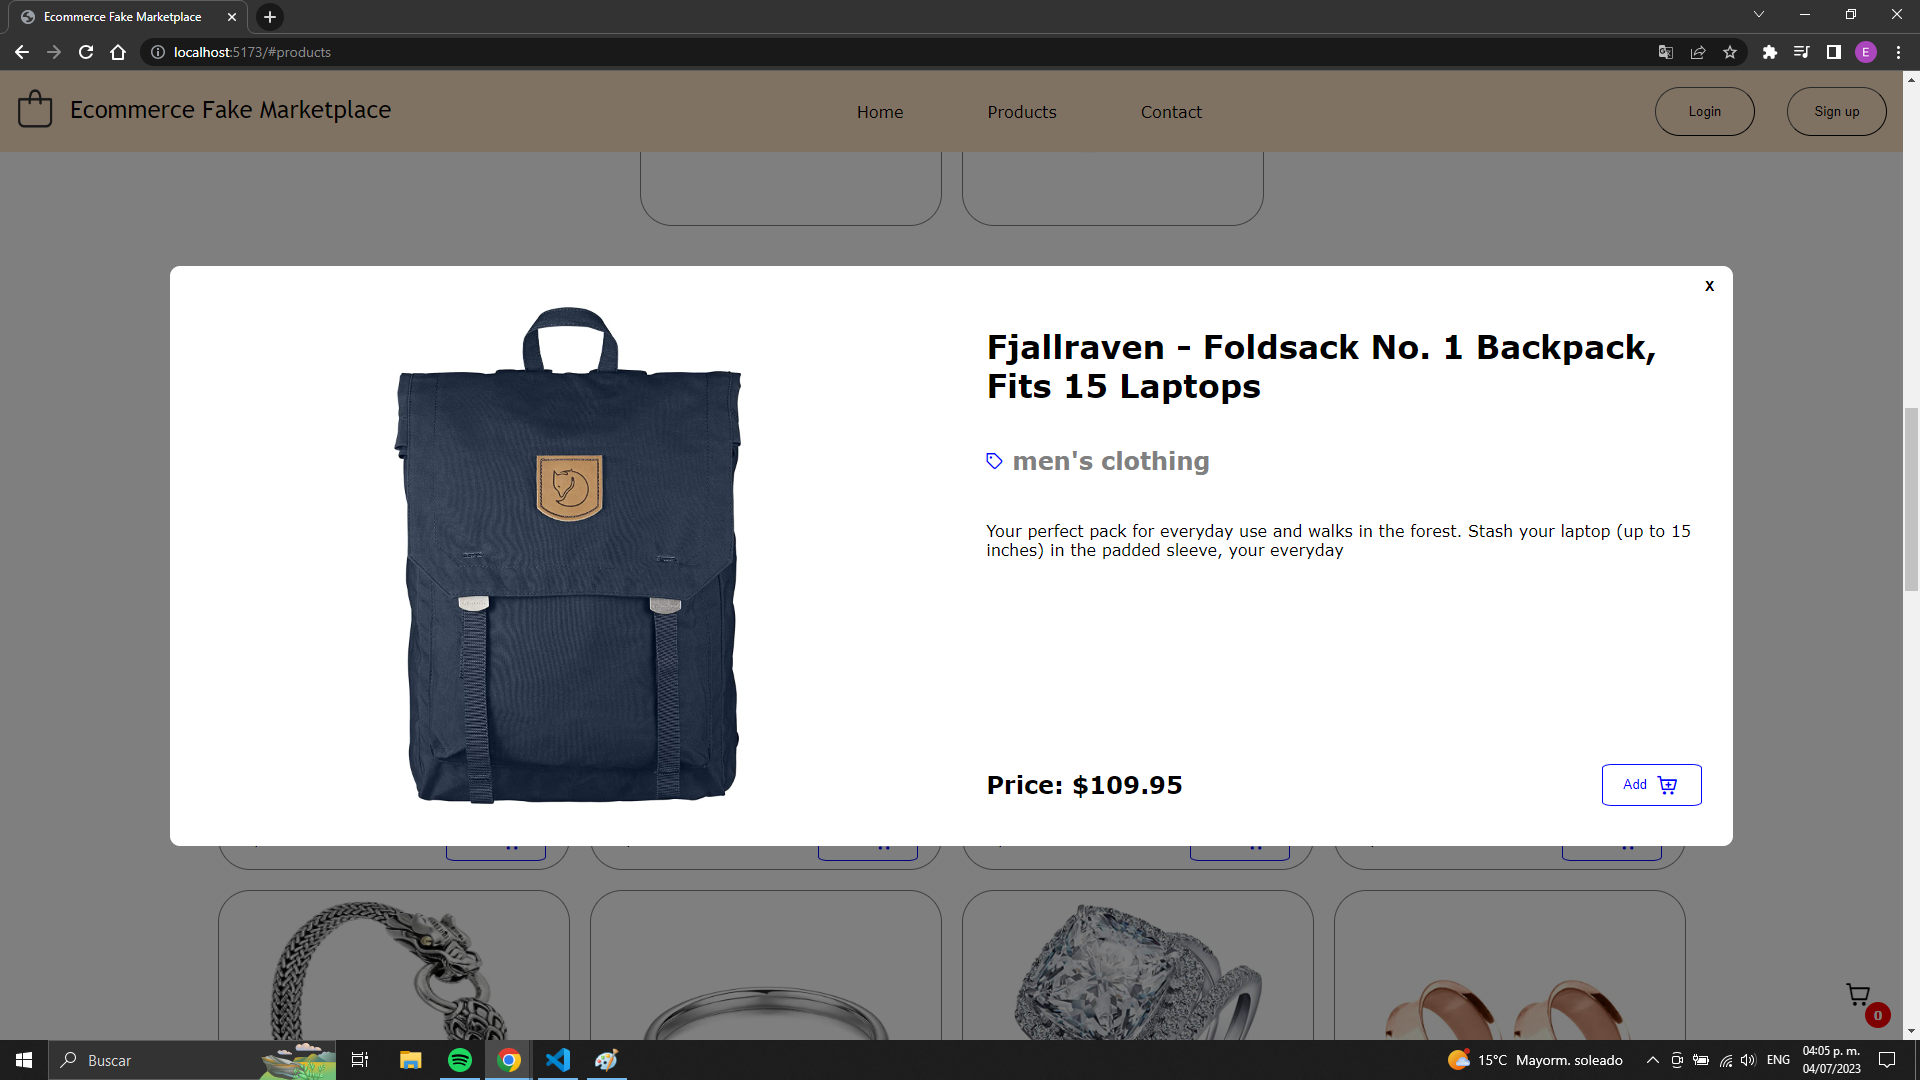 Ecommerce Fake Marketplace
localhost:5173/#products
E
Ecommerce Fake Marketplace
Home
Products
Contact
Login
Sign up
X
Fjallraven - Foldsack No. 1 Backpack,
Fits 15 Laptops
men's clothing
Your perfect pack for everyday use and walks in the forest. Stash your laptop (up to 15
inches) in the padded sleeve, your everyday
Price: $109.95
Add
0
Buscar
15°C Mayorm. soleado
ENG
04:05 p. m.
04/07/2023